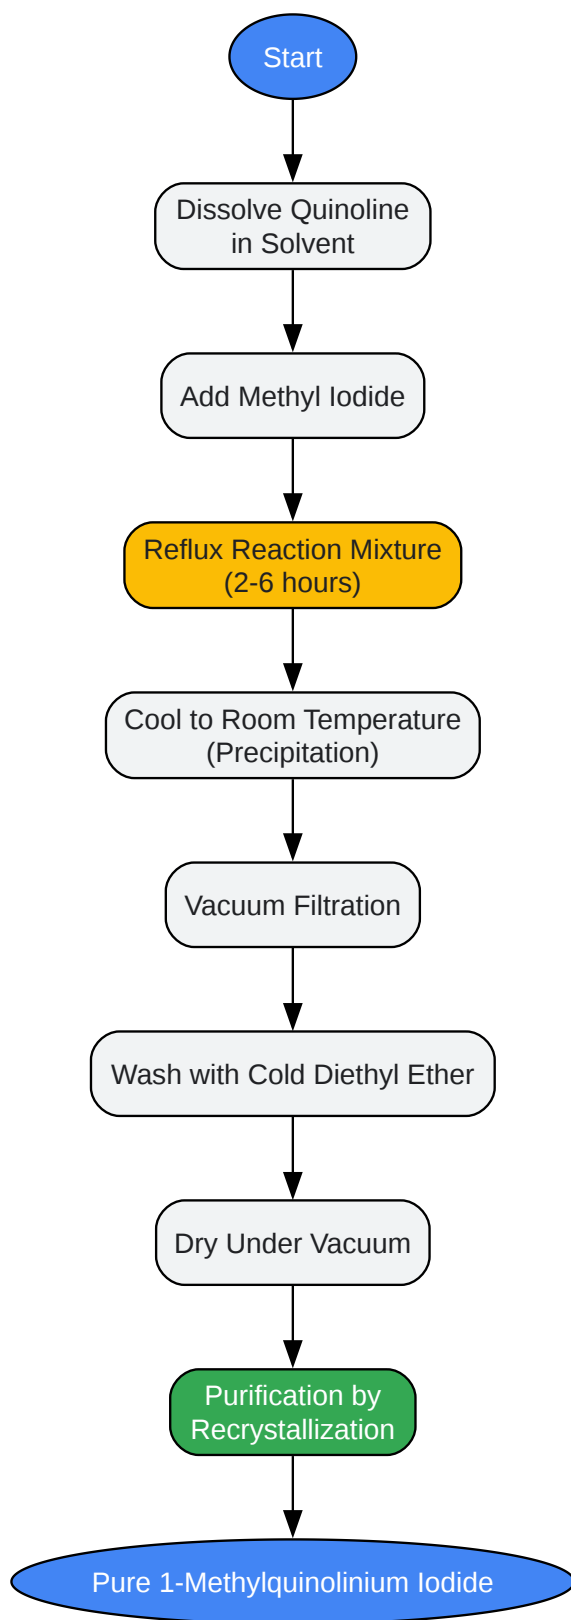 Start
Dissolve Quinoline
in Solvent
Add Methyl Iodide
Reflux Reaction Mixture
(2-6 hours)
Cool to Room Temperature
(Precipitation)
Vacuum Filtration
Wash with Cold Diethyl Ether
Dry Under Vacuum
Purification by
Recrystallization
Pure 1-Methylquinolinium Iodide